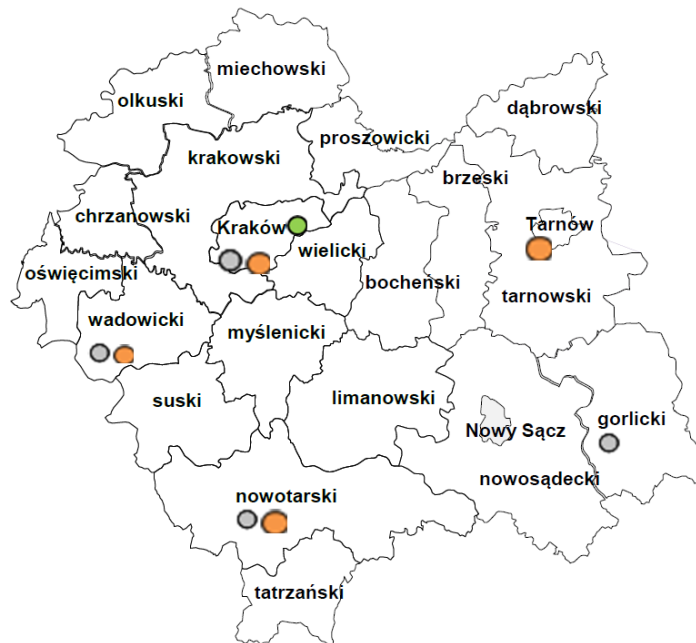 miechowski
olkuski
dąbrowski
proszowicki
krakowski
brzeski
chrzanowski
Kraków
Tarnów
wielicki
oświęcimski
bocheński
tarnowski
wadowicki
myślenicki
suski
limanowski
gorlicki
Nowy Sącz
nowosądecki
nowotarski
tatrzański